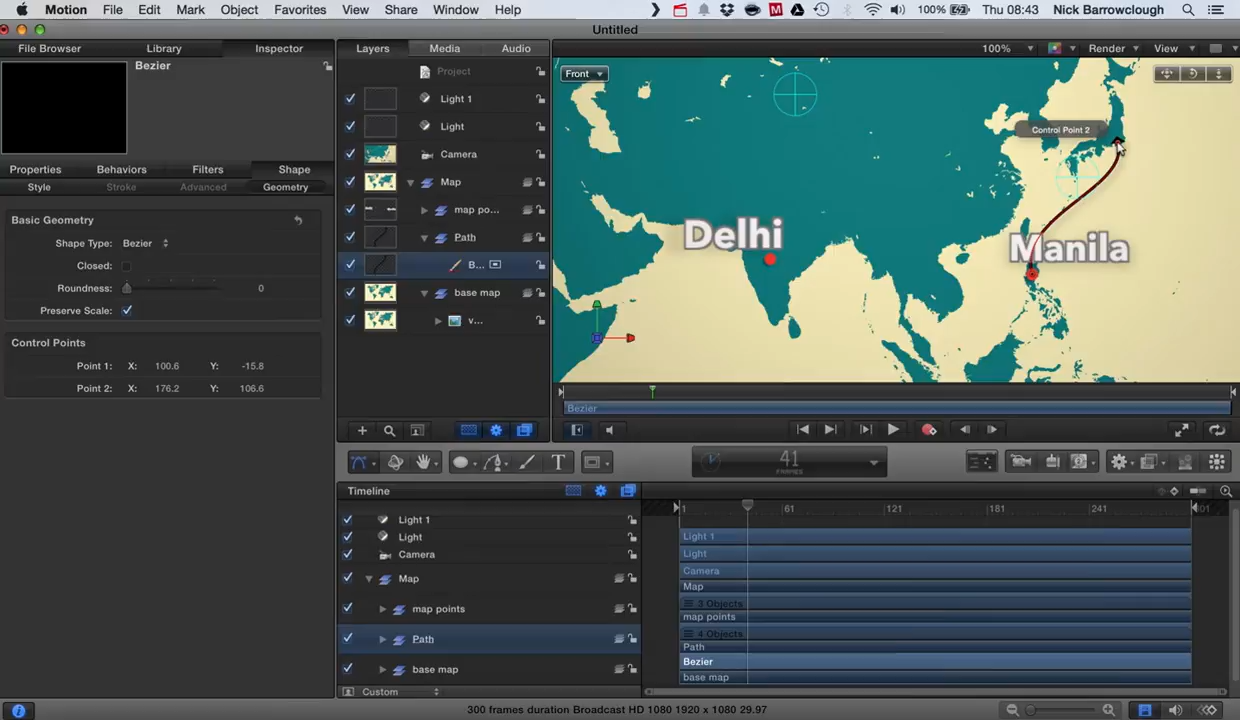 Motion File Edit Mark Object Favorites View Share Window Help 100% Thu 08:43 Nick Barrowclough
Untitled
File Browser Library Inspector Layers Media Audio 100% Render View
Bezier
Properties Behaviors Filters Shape
Style Stroke Advanced Geometry
Basic Geometry
Shape Type: Bezier
Closed:
Roundness: 0
Preserve Scale:
Control Points
Point 1: X: 100.6 Y: -15.8
Point 2: X: 176.2 Y: 106.6
Project
Light 1
Light
Camera
Map
map po...
Path
B...
base map
v...
Front
Control Point 2
Delhi
Manila
Bezier
T
41
FRAMES
Timeline
1 61 121 181 241 301
Light 1
Light
Camera
Map
map points
Path
base map
Custom
Light 1
Light
Camera
Map
3 Objects
map points
4 Objects
Path
Bezier
base map
300 frames duration Broadcast HD 1080 1920 x 1080 29.97